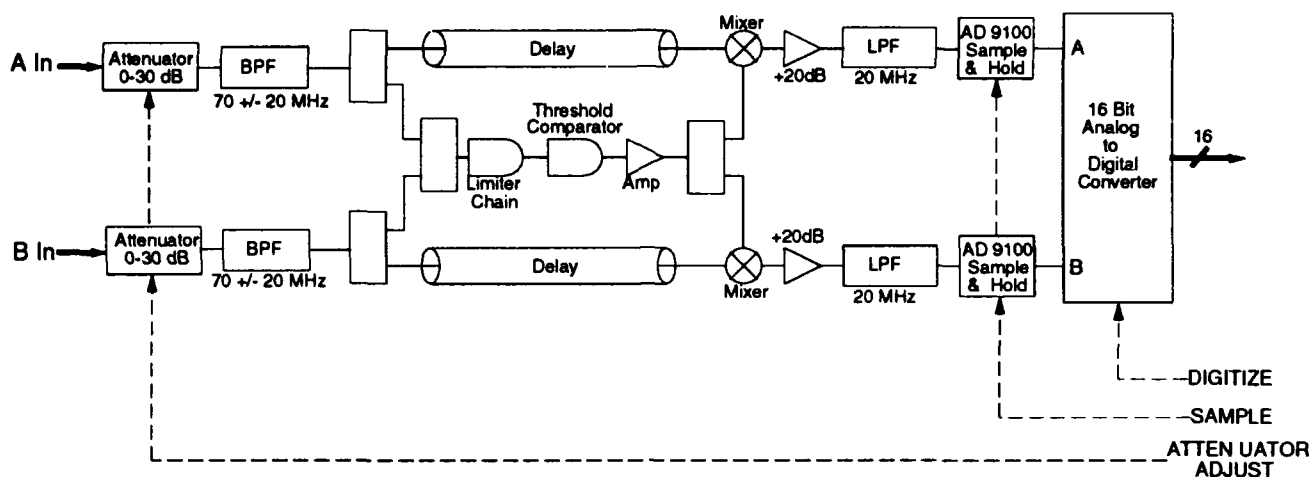 A In
Attenuator
0-30 dB
BPF
70 +/- 20 MHz
Delay
Mixer
+20dB
LPF
20 MHz
AD 9100
Sample
& Hold
A
Threshold
Comparator
Limiter
Chain
Amp
16 Bit
Analog
to
Digital
Converter
16
B In
Attenuator
0-30 dB
BPF
70 +/- 20 MHz
Delay
Mixer
+20dB
LPF
20 MHz
AD 9100
Sample
& Hold
B
DIGITIZE
SAMPLE
ATTEN UATOR
ADJUST